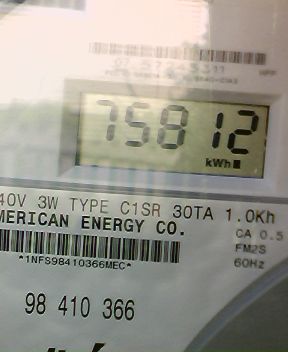 75812
kWh
40V 3W TYPE C1SR 30TA 1.0Kh
MERICAN ENERGY CO.
CA 0.5
FM2S
*1NFS98410366MEC*
60Hz
98 410 366